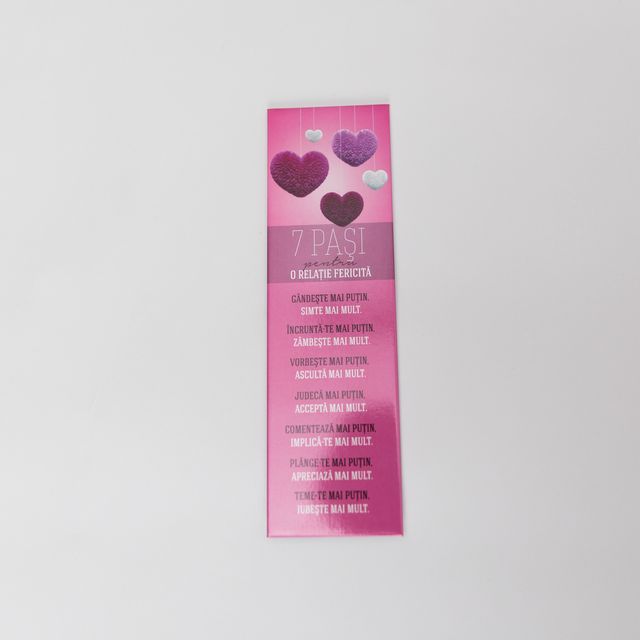 7 PAȘI
pentru
O RELAȚIE FERICITĂ
GÂNDEȘTE MAI PUȚIN.
SIMTE MAI MULT.
ÎNCRUNTĂ-TE MAI PUȚIN.
ZÂMBEȘTE MAI MULT.
VORBEȘTE MAI PUȚIN.
ASCULTĂ MAI MULT.
JUDECĂ MAI PUȚIN.
ACCEPTĂ MAI MULT.
COMENTEAZĂ MAI PUȚIN.
IMPLICĂ-TE MAI MULT.
PLÂNGE-TE MAI PUȚIN.
APRECIAZĂ MAI MULT.
TEME-TE MAI PUȚIN.
IUBEȘTE MAI MULT.